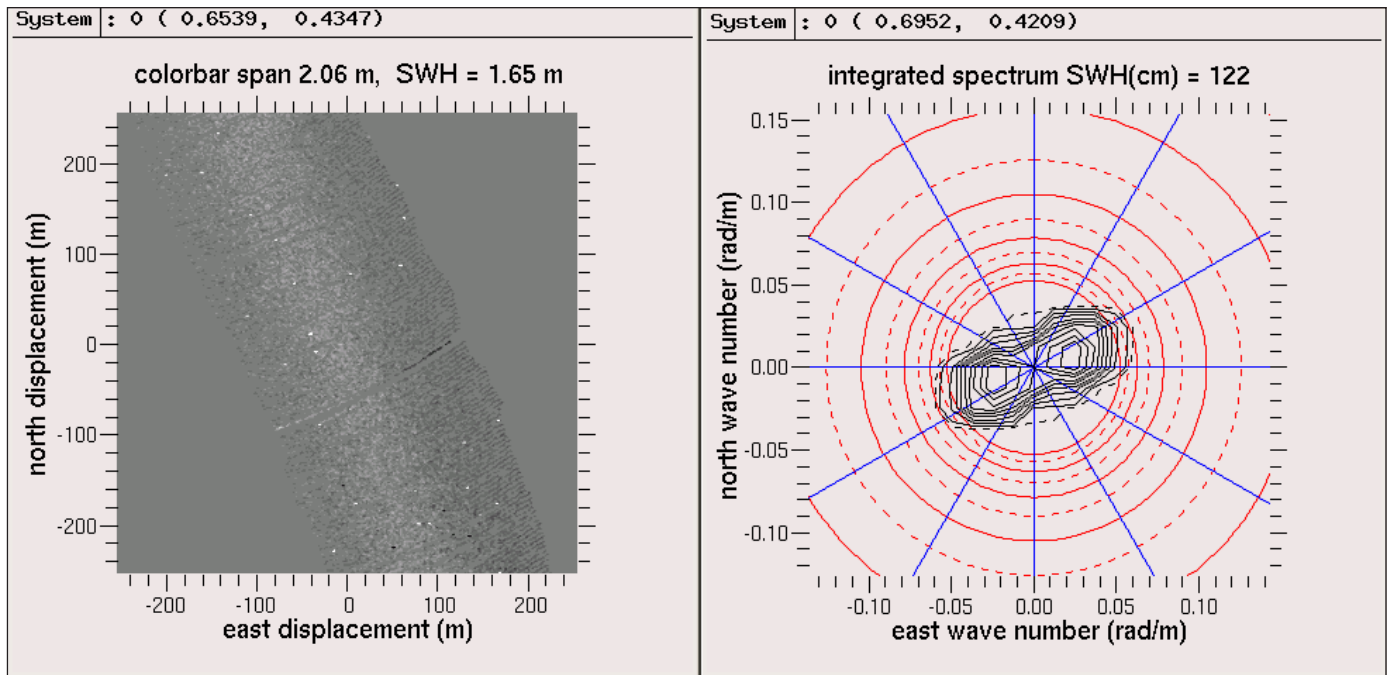 System : 0 ( 0.6539, 0.4347)
colorbar span 2.06 m, SWH = 1.65 m
200
100
0
-100
-200
north displacement (m)
-200 -100 0 100 200
east displacement (m)
System : 0 ( 0.6952, 0.4209)
integrated spectrum SWH(cm) = 122
0.15
0.10
0.05
0.00
-0.05
-0.10
north wave number (rad/m)
-0.10 -0.05 0.00 0.05 0.10
east wave number (rad/m)